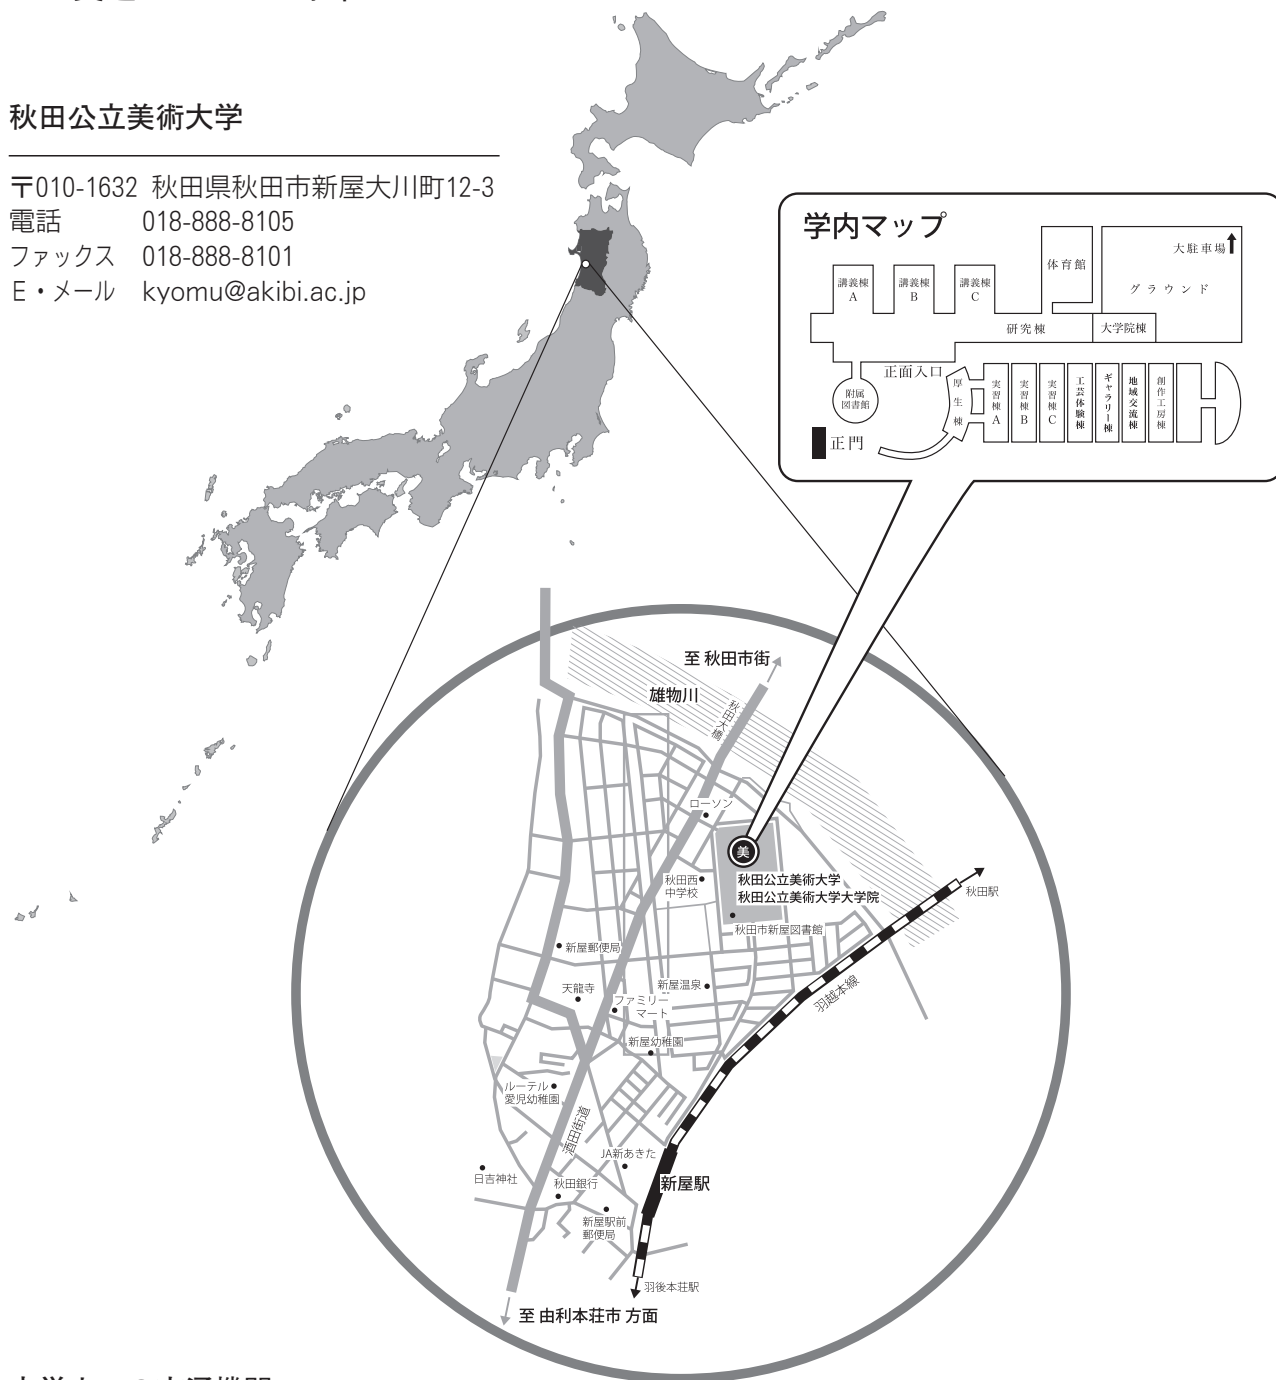 秋田公立美術大学
〒010-1632 秋田県秋田市新屋大川町12-3
電話 018-888-8105
ファックス 018-888-8101
E・メール kyomu@akibi.ac.jp
学内マップ
大駐車場
体育館
グラウンド
講義棟
A
講義棟
B
講義棟
C
研究棟
大学院棟
正面入口
附属
図書館
厚生棟
実習棟A
実習棟B
実習棟C
工芸体験棟
ギャラリー棟
地域交流棟
創作工房棟
正門
至 秋田市街
雄物川
秋田大橋
ローソン
美
秋田西
中学校
秋田公立美術大学
秋田公立美術大学大学院
秋田駅
秋田市新屋図書館
新屋郵便局
天龍寺
新屋温泉
羽越本線
ファミリー
マート
新屋幼稚園
ルーテル
愛児幼稚園
酒田街道
JA新あきた
日吉神社
秋田銀行
新屋駅
新屋駅前
郵便局
羽後本荘駅
至 由利本荘市 方面